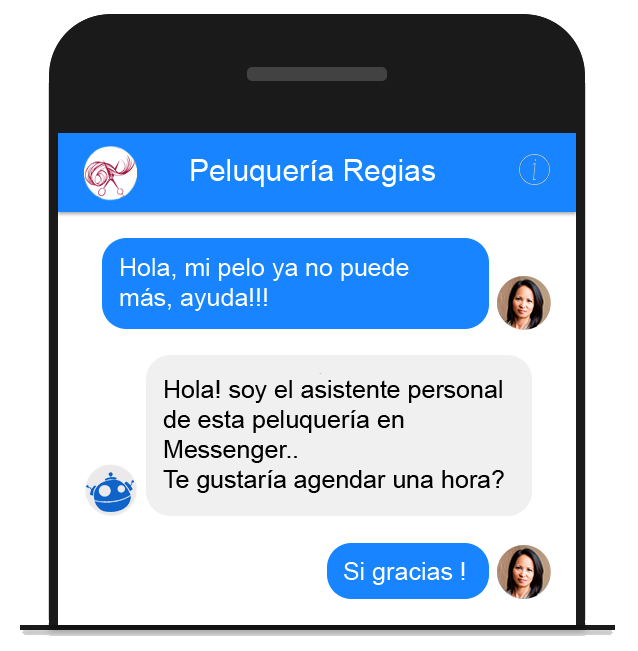 Peluquería Regias
i
Hola, mi pelo ya no puede
más, ayuda!!!
Hola! soy el asistente personal
de esta peluquería en
Messenger..
Te gustaría agendar una hora?
Si gracias !